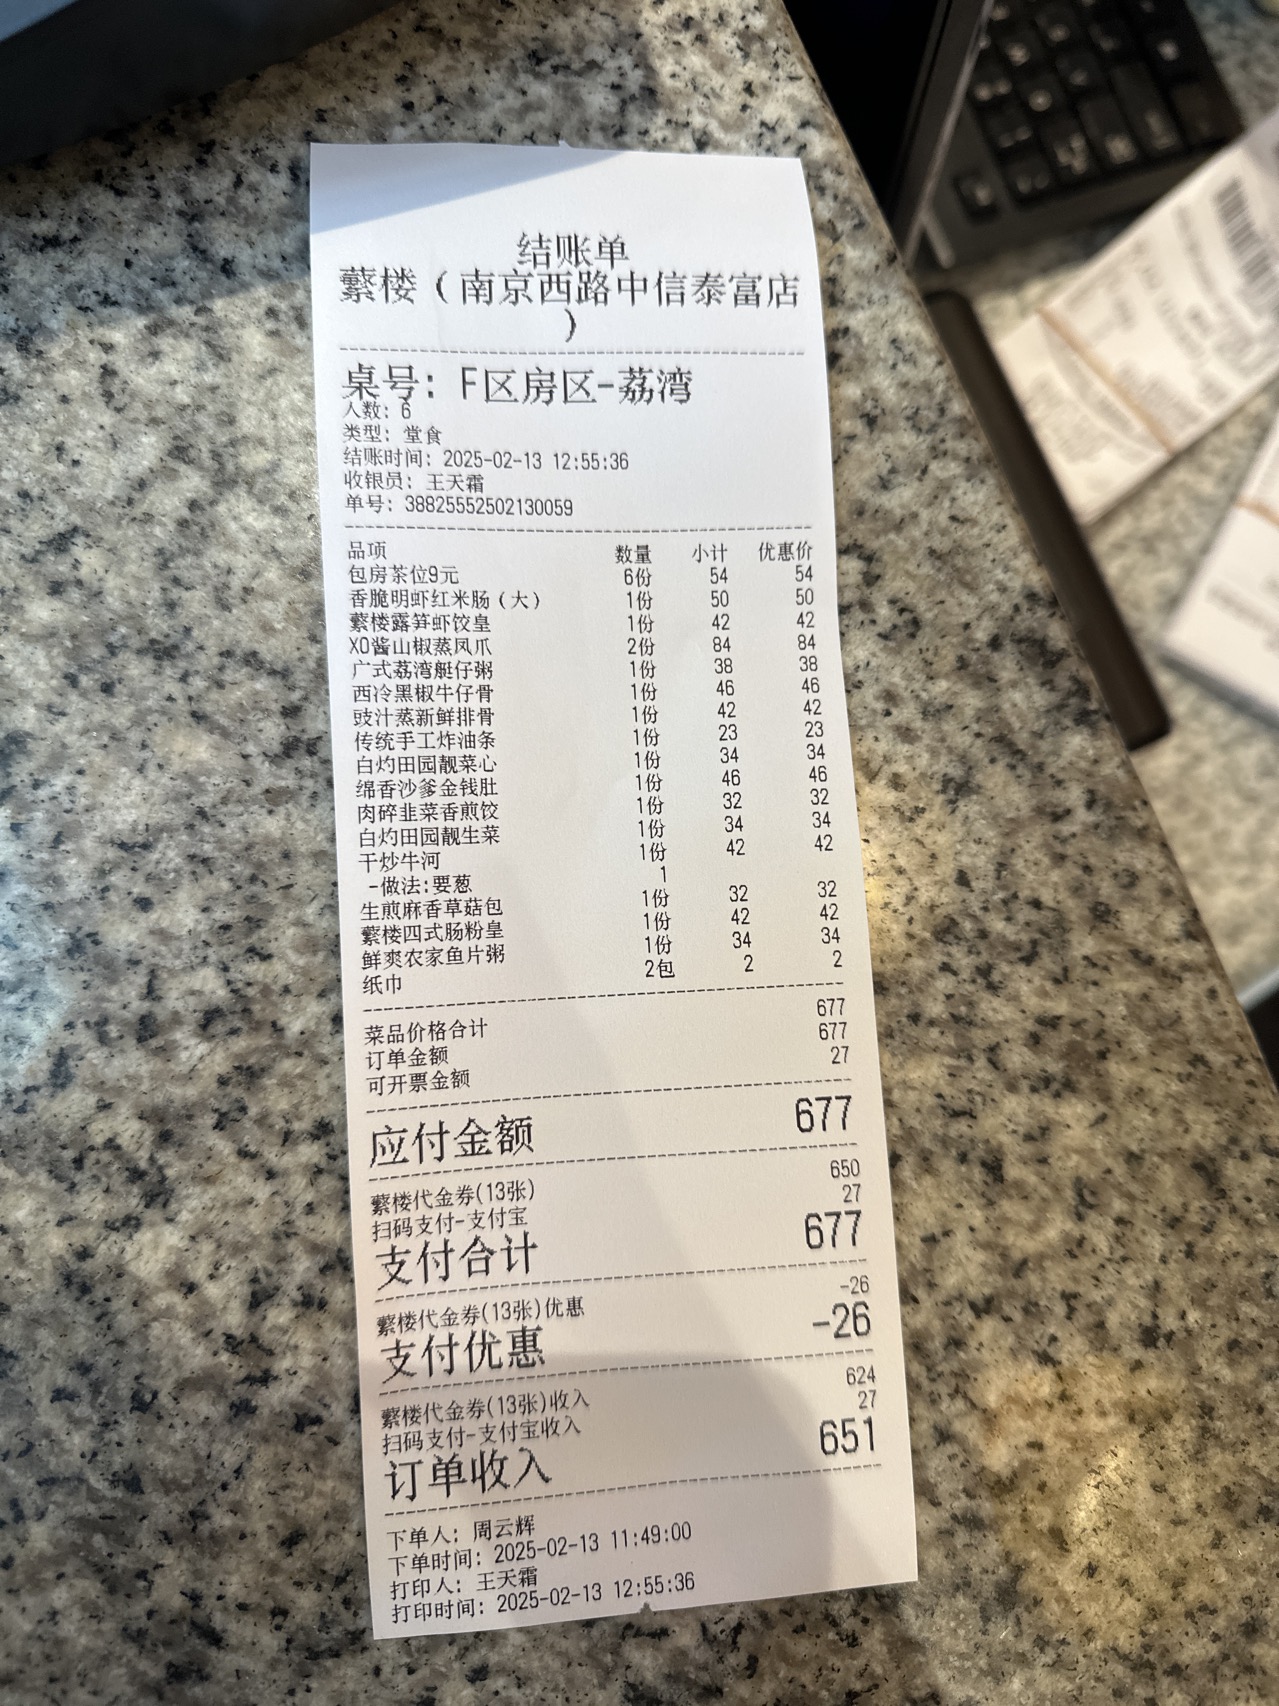 结账单
蘩楼（南京西路中信泰富店
）
桌号: F区房区-荔湾
人数: 6
类型: 堂食
结账时间: 2025-02-13 12:55:36
收银员: 王天霜
单号: 38825552502130059
品项 数量 小计 优惠价
包房茶位9元 6份 54 54
香脆明虾红米肠（大） 1份 50 50
蘩楼露笋虾饺皇 1份 42 42
XO酱山椒蒸凤爪 2份 84 84
广式荔湾艇仔粥 1份 38 38
西冷黑椒牛仔骨 1份 46 46
豉汁蒸新鲜排骨 1份 42 42
传统手工炸油条 1份 23 23
白灼田园靓菜心 1份 34 34
绵香沙爹金钱肚 1份 46 46
肉碎韭菜香煎饺 1份 32 32
白灼田园靓生菜 1份 34 34
干炒牛河 1份 42 42
-做法:要葱 1
生煎麻香草菇包 1份 32 32
蘩楼四式肠粉皇 1份 42 42
鲜爽农家鱼片粥 1份 34 34
纸巾 2包 2 2
菜品价格合计 677
订单金额 677
可开票金额 27
应付金额 677
蘩楼代金券(13张) 650
扫码支付-支付宝 27
支付合计 677
蘩楼代金券(13张)优惠 -26
支付优惠 -26
蘩楼代金券(13张)收入 624
扫码支付-支付宝收入 27
订单收入 651
下单人: 周云辉
下单时间: 2025-02-13 11:49:00
打印人: 王天霜
打印时间: 2025-02-13 12:55:36